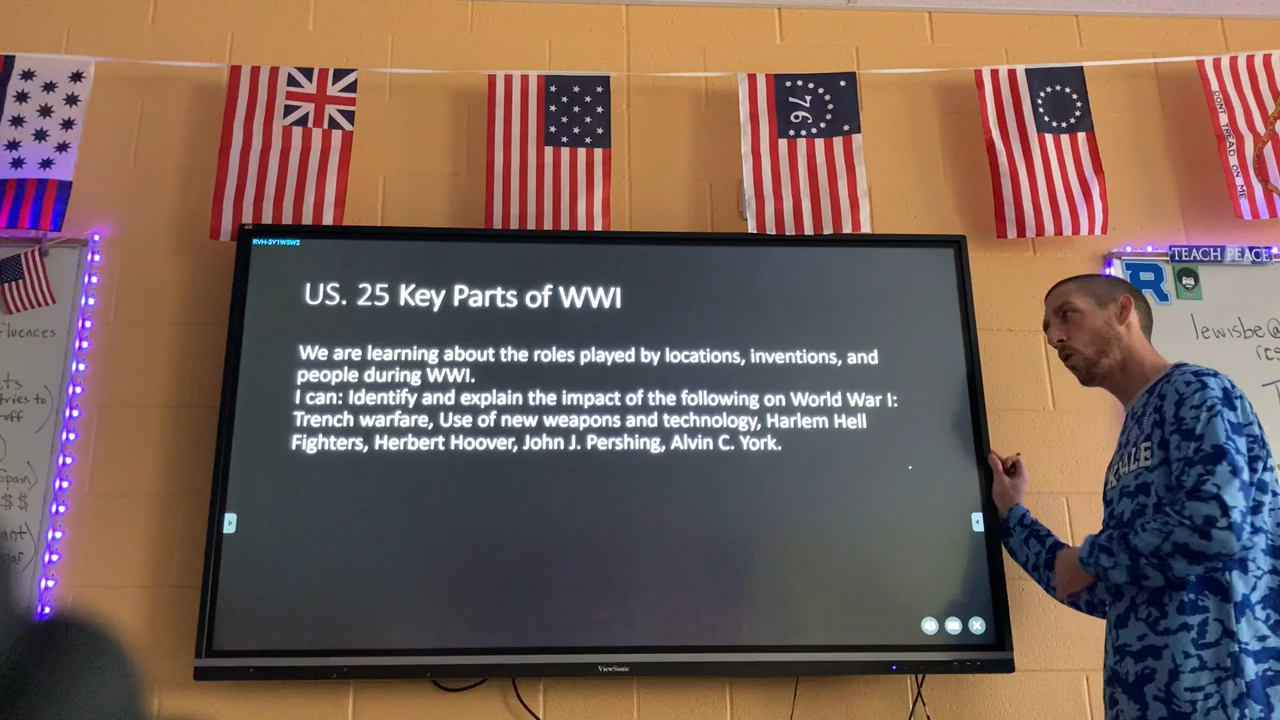 76
DONT TREAD ON ME
RVH-3Y1W5W2
TEACH PEACE
R
US. 25 Key Parts of WWI
lewisbe@
fluences
We are learning about the roles played by locations, inventions, and
people during WWI.
I can: Identify and explain the impact of the following on World War I:
Trench warfare, Use of new weapons and technology, Harlem Hell
Fighters, Herbert Hoover, John J. Pershing, Alvin C. York.
$ $
ViewSonic